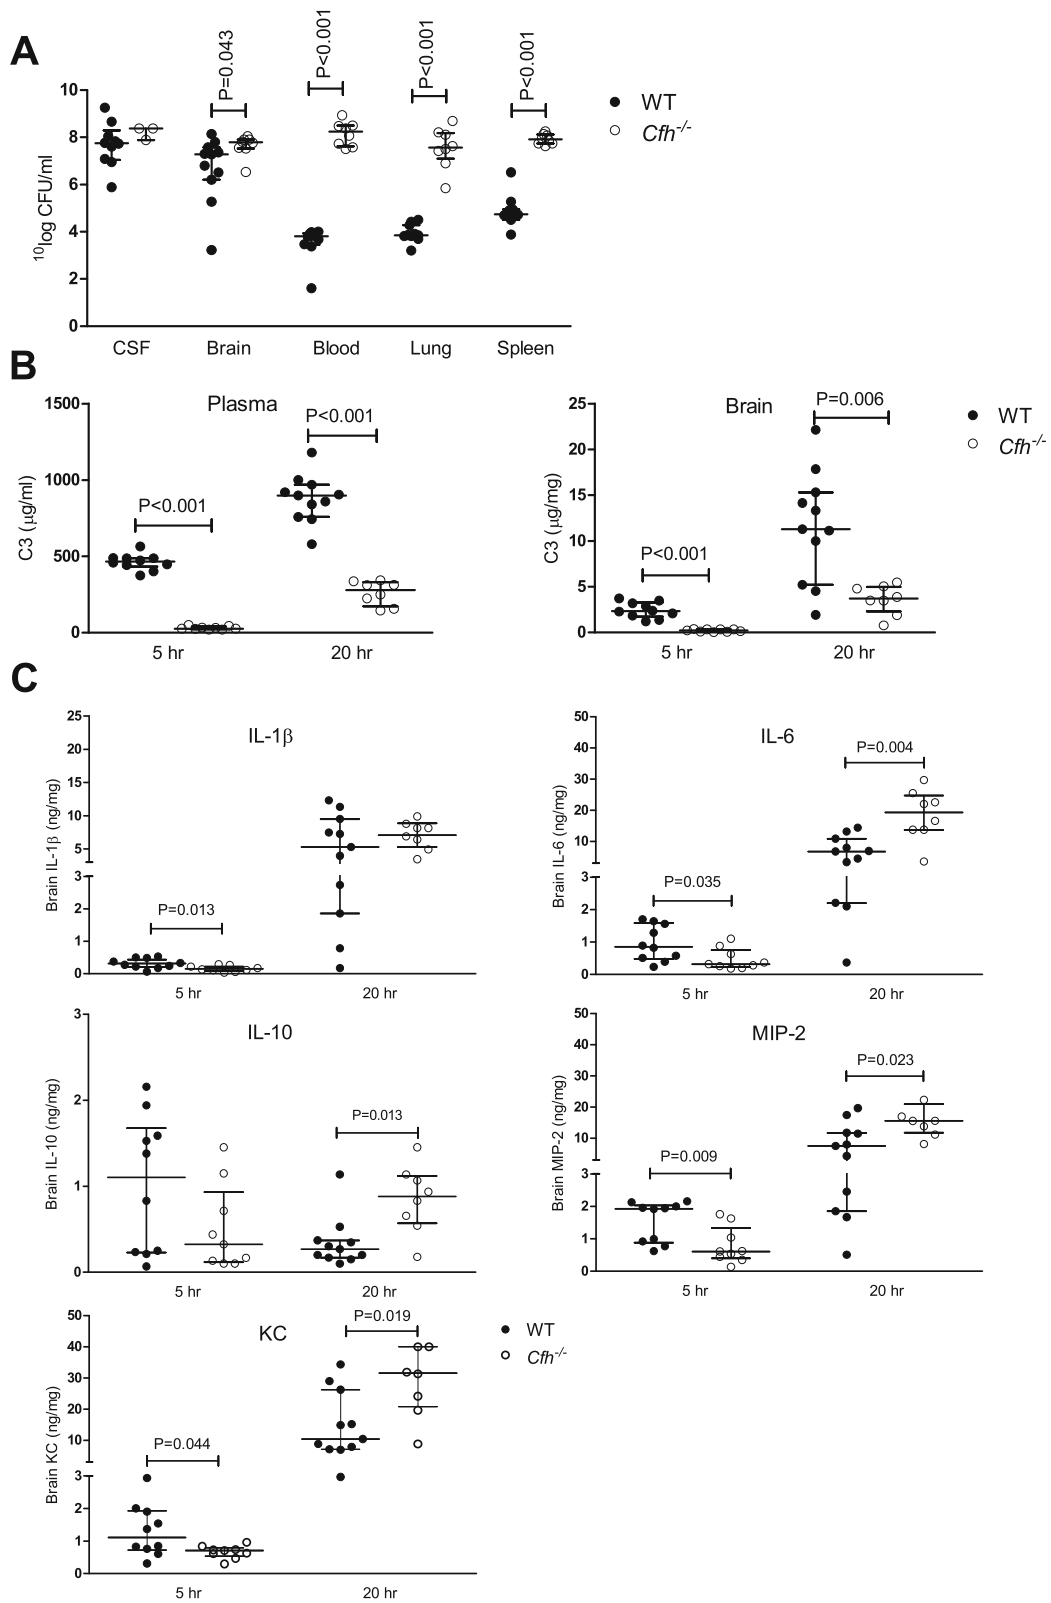 A
P=0.043
P<0.001
P<0.001
P<0.001
10
8
6
4
2
0
10log CFU/ml
WT
Cfh-/-
CSF
Brain
Blood
Lung
Spleen
B
Plasma
1500
1000
500
0
C3 (μg/ml)
P<0.001
P<0.001
5 hr
20 hr
Brain
25
20
15
10
5
0
C3 (μg/mg)
P<0.001
P=0.006
5 hr
20 hr
WT
Cfh-/-
C
IL-1β
25
20
15
10
5
3
2
1
0
Brain IL-1β (ng/mg)
P=0.013
5 hr
20 hr
IL-6
50
40
30
20
10
3
2
1
0
Brain IL-6 (ng/mg)
P=0.035
P=0.004
5 hr
20 hr
IL-10
3
2
1
0
Brain IL-10 (ng/mg)
P=0.013
5 hr
20 hr
MIP-2
50
40
30
20
10
3
2
1
0
Brain MIP-2 (ng/mg)
P=0.009
P=0.023
5 hr
20 hr
KC
50
40
30
20
10
3
2
1
0
Brain KC (ng/mg)
P=0.044
P=0.019
5 hr
20 hr
WT
Cfh-/-